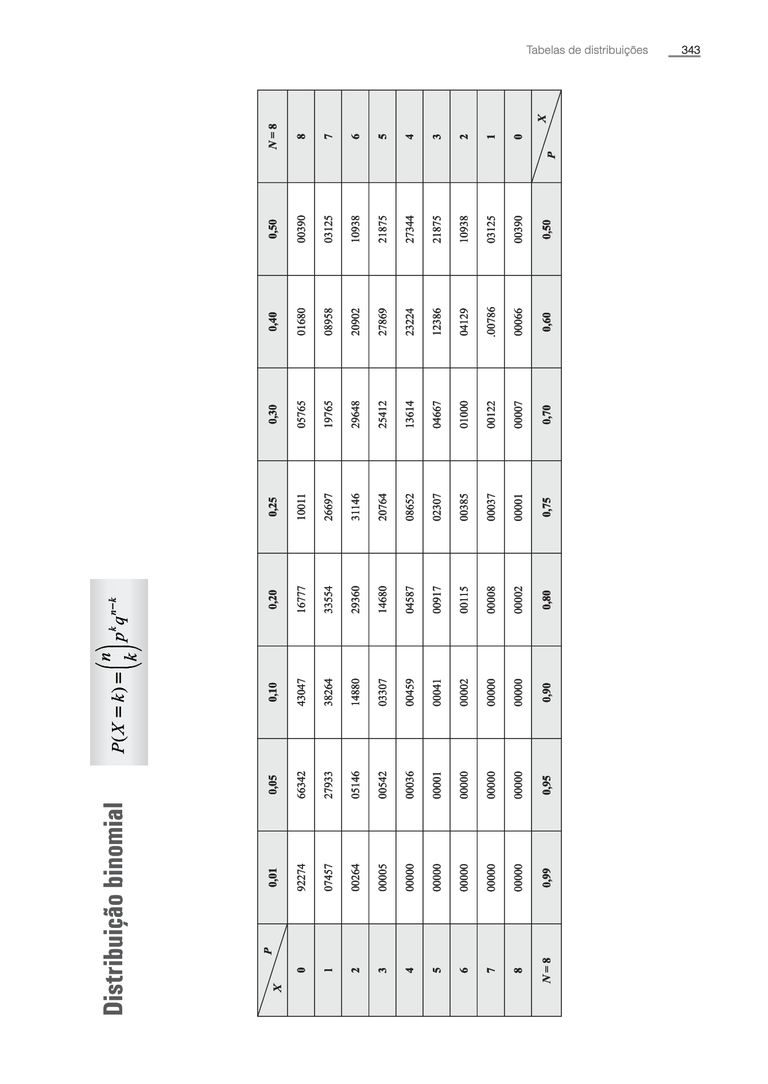 Tabelas de distribuições 343
Distribuição binomial P(X = k) = (n k) p^k q^n–k
X P 0,01 0,05 0,10 0,20 0,25 0,30 0,40 0,50 N = 8
0 92274 66342 43047 16777 10011 05765 01680 00390 8
1 07457 27933 38264 33554 26697 19765 08958 03125 7
2 00264 05146 14880 29360 31146 29648 20902 10938 6
3 00005 00542 03307 14680 20764 25412 27869 21875 5
4 00000 00036 00459 04587 08652 13614 23224 27344 4
5 00000 00001 00041 00917 02307 04667 12386 21875 3
6 00000 00000 00002 00115 00385 01000 04129 10938 2
7 00000 00000 00000 00008 00037 00122 .00786 03125 1
8 00000 00000 00000 00002 00001 00007 00066 00390 0
N = 8 0,99 0,95 0,90 0,80 0,75 0,70 0,60 0,50 P X